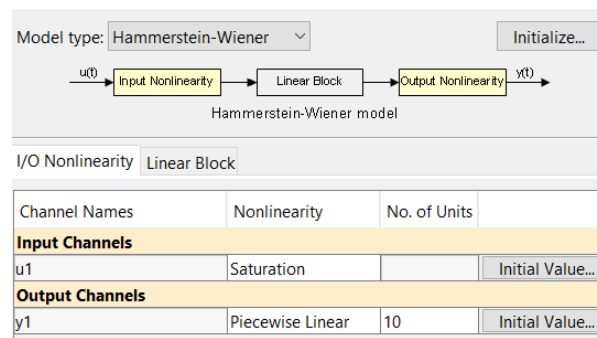 Model type: Hammerstein-Wiener Initialize...
u(t) Input Nonlinearity Linear Block Output Nonlinearity y(t)
Hammerstein-Wiener model
I/O Nonlinearity Linear Block
Channel Names Nonlinearity No. of Units
Input Channels
u1 Saturation Initial Value...
Output Channels
y1 Piecewise Linear 10 Initial Value...